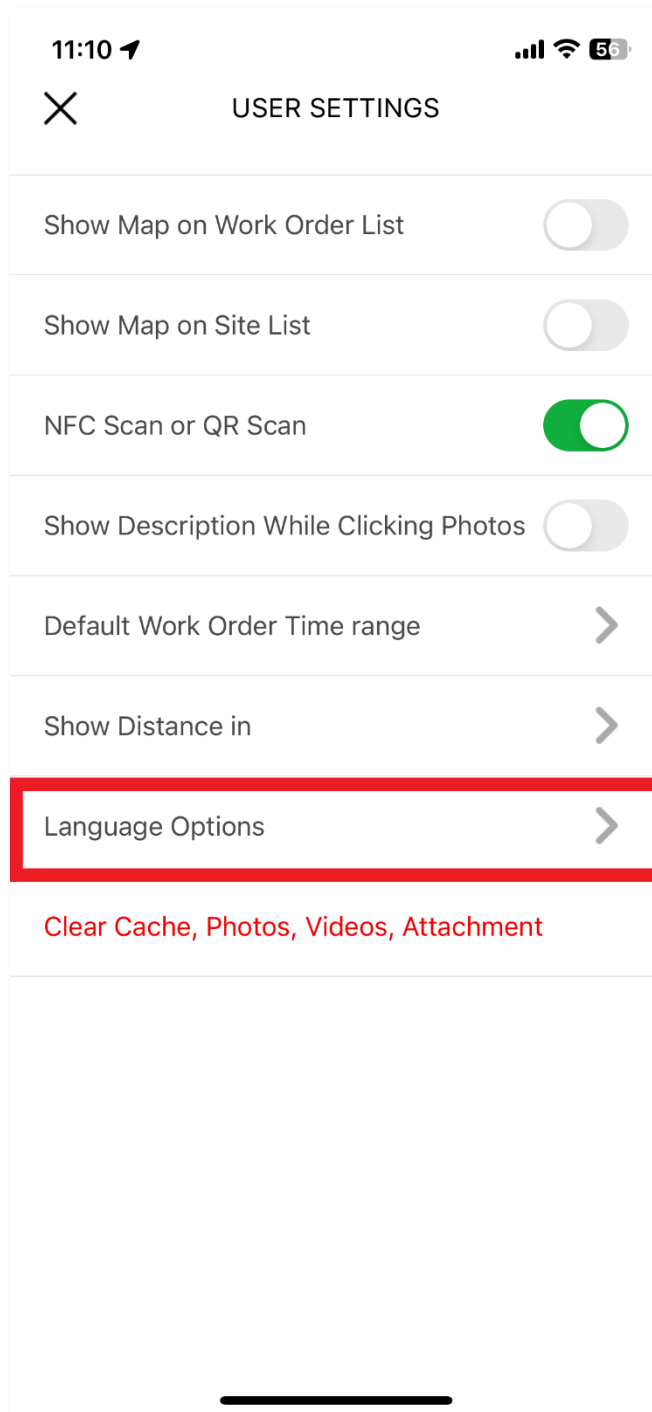 11:10
56
USER SETTINGS
Show Map on Work Order List
Show Map on Site List
NFC Scan or QR Scan
Show Description While Clicking Photos
Default Work Order Time range
Show Distance in
Language Options
Clear Cache, Photos, Videos, Attachment